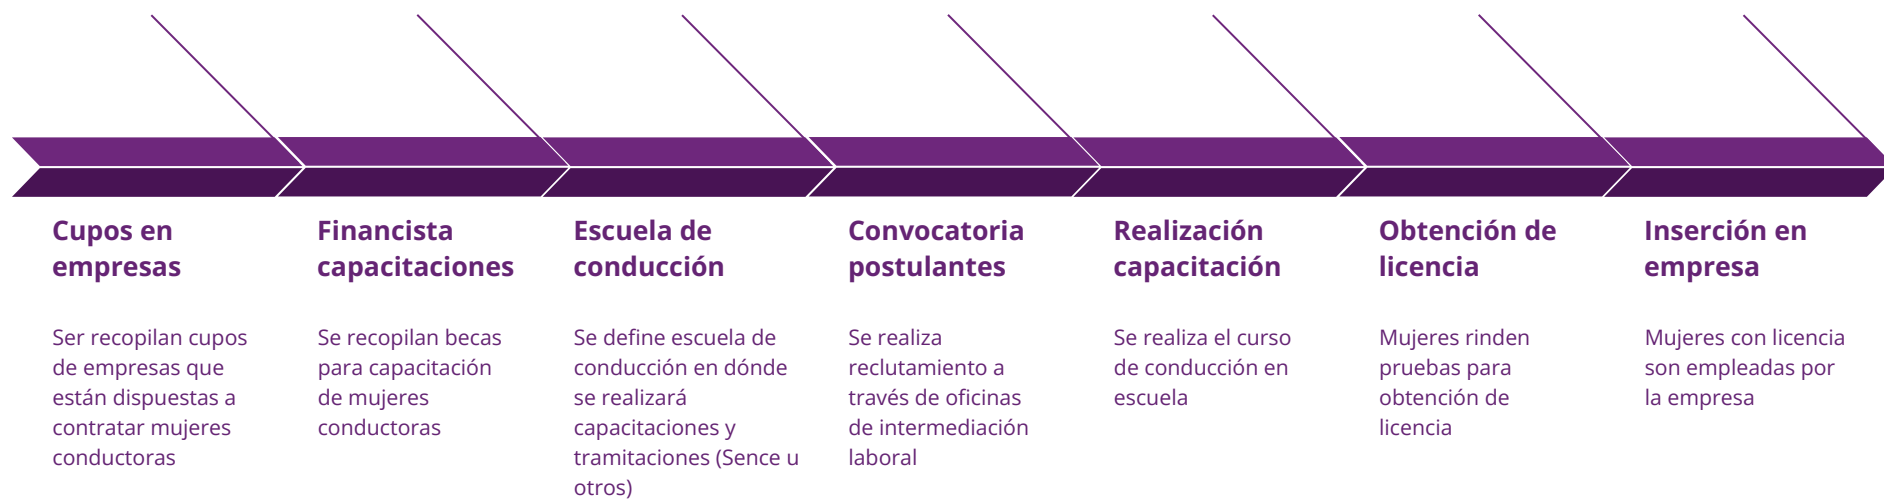 Cupos en
empresas
Ser recopilan cupos
de empresas que
están dispuestas a
contratar mujeres
conductoras
Financista
capacitaciones
Se recopilan becas
para capacitación
de mujeres
conductoras
Escuela de
conducción
Se define escuela de
conducción en dónde
se realizará
capacitaciones y
tramitaciones (Sence u
otros)
Convocatoria
postulantes
Se realiza
reclutamiento a
través de oficinas
de intermediación
laboral
Realización
capacitación
Se realiza el curso
de conducción en
escuela
Obtención de
licencia
Mujeres rinden
pruebas para
obtención de
licencia
Inserción en
empresa
Mujeres con licencia
son empleadas por
la empresa